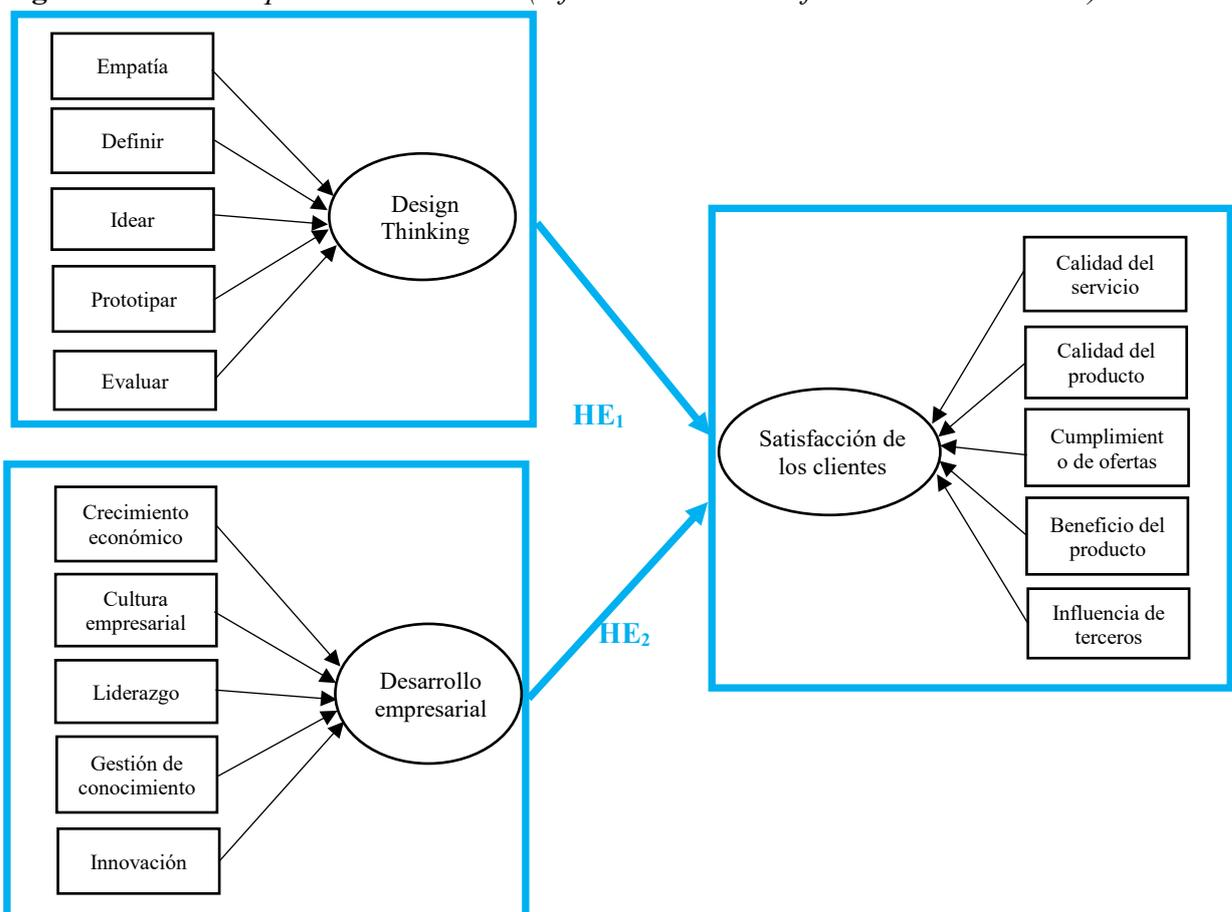 Empatía
Definir
Idear
Prototipar
Evaluar
Design
Thinking
HE1
Crecimiento
económico
Cultura
empresarial
Liderazgo
Gestión de
conocimiento
Innovación
Desarrollo
empresarial
HE2
Satisfacción de
los clientes
Calidad del
servicio
Calidad del
producto
Cumplimient
o de ofertas
Beneficio del
producto
Influencia de
terceros